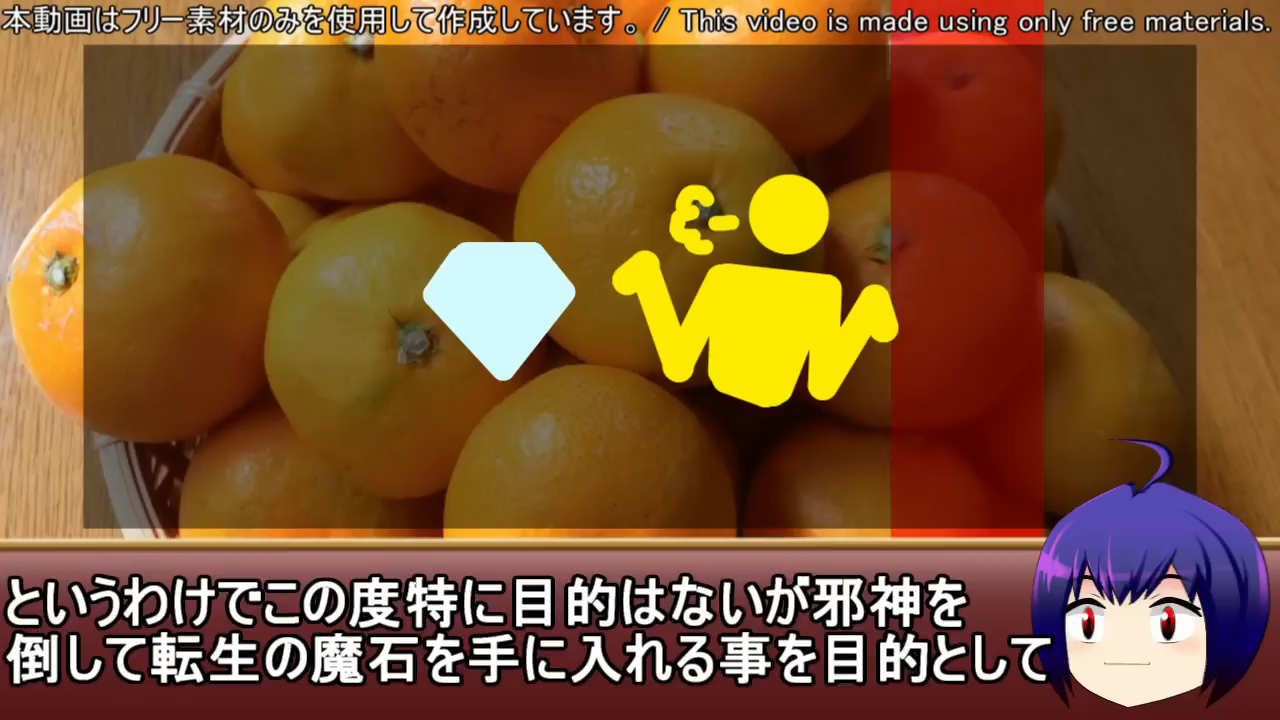 本動画はフリー素材のみを使用して作成しています。 / This video is made using only free materials.
というわけでこの度特に目的はないが邪神を
倒して転生の魔石を手に入れる事を目的として